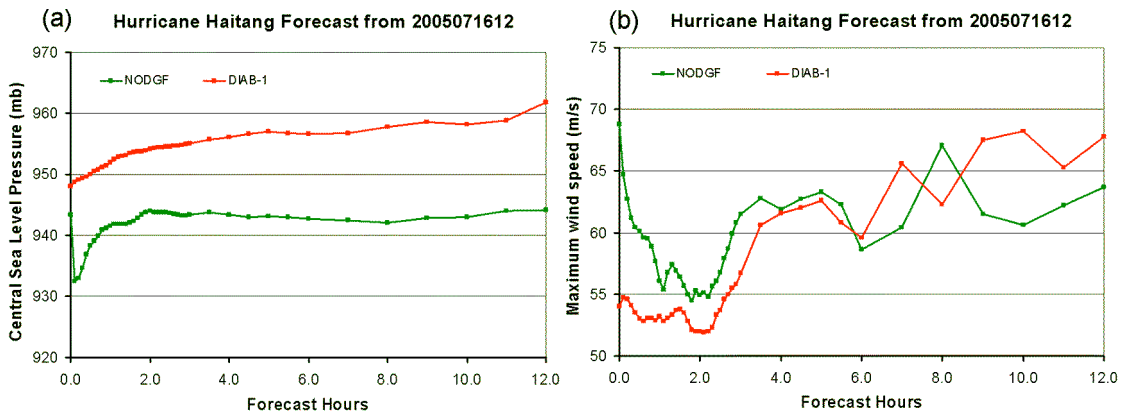 (a) Hurricane Haitang Forecast from 2005071612
Central Sea Level Pressure (mb)
970
960
950
940
930
920
NODGF DIAB-1
0.0 2.0 4.0 6.0 8.0 10.0 12.0
Forecast Hours
(b) Hurricane Haitang Forecast from 2005071612
Maximum wind speed (m/s)
75
70
65
60
55
50
NODGF DIAB-1
0.0 2.0 4.0 6.0 8.0 10.0 12.0
Forecast Hours